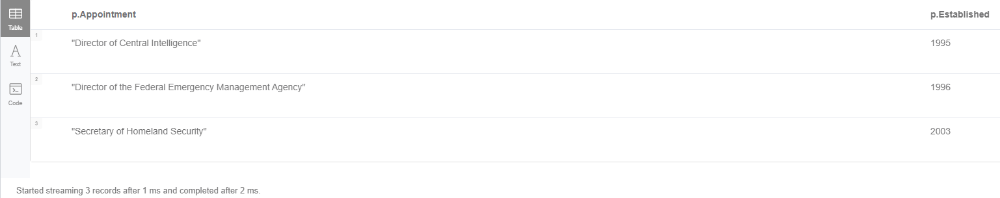 Table
Text
Code
p.Appointment p.Established
1
"Director of Central Intelligence" 1995
2
"Director of the Federal Emergency Management Agency" 1996
3
"Secretary of Homeland Security" 2003
Started streaming 3 records after 1 ms and completed after 2 ms.